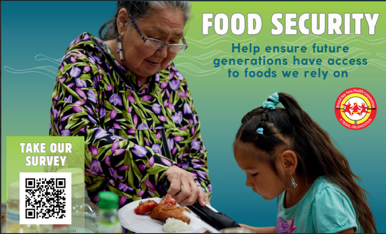 FOOD SECURITY
Help ensure future
generations have access
to foods we rely on
TAKE OUR
SURVEY